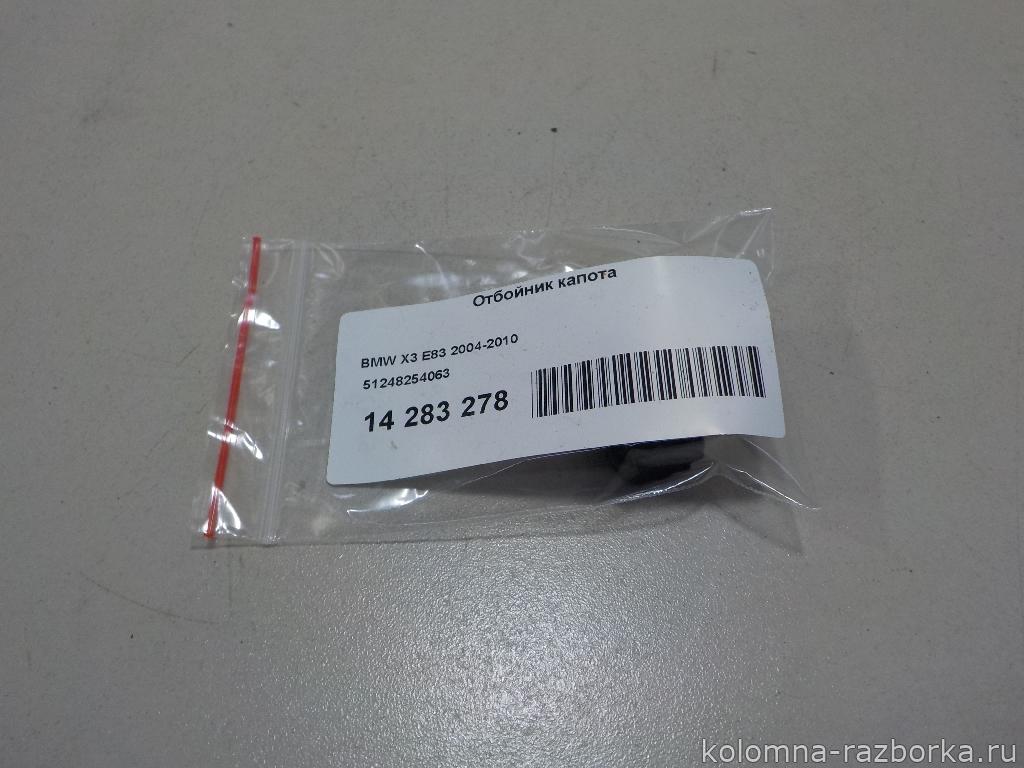 Отбойник капота
BMW X3 E83 2004-2010
51248254063
14 283 278
kolomna-razborka.ru